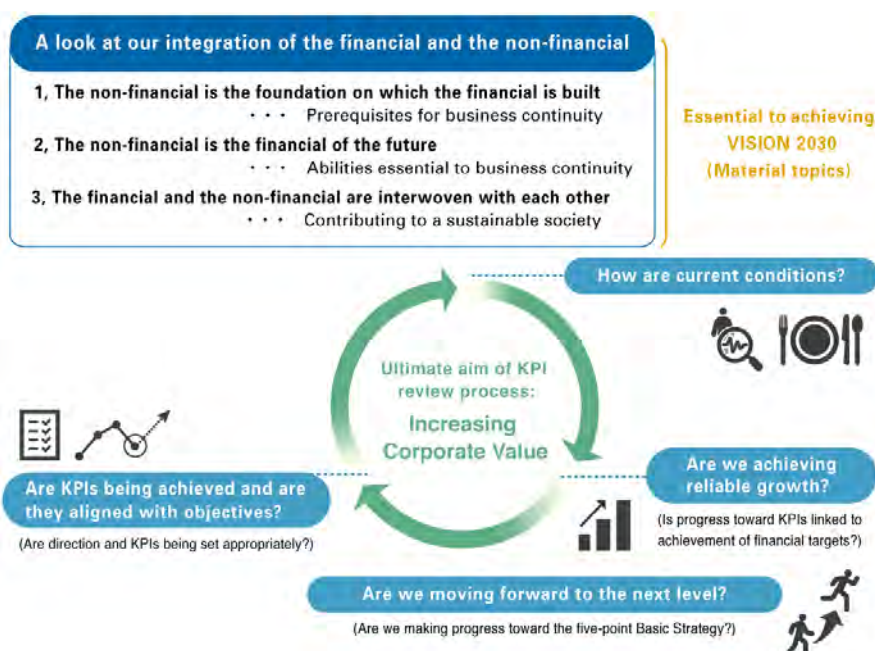 A look at our integration of the financial and the non-financial
1, The non-financial is the foundation on which the financial is built
・・・ Prerequisites for business continuity
2, The non-financial is the financial of the future
・・・ Abilities essential to business continuity
3, The financial and the non-financial are interwoven with each other
・・・ Contributing to a sustainable society
Essential to achieving
VISION 2030
(Material topics)
How are current conditions?
Ultimate aim of KPI
review process:
Increasing
Corporate Value
Are we achieving
reliable growth?
(Is progress toward KPIs linked to
achievement of financial targets?)
Are we moving forward to the next level?
(Are we making progress toward the five-point Basic Strategy?)
Are KPIs being achieved and are
they aligned with objectives?
(Are direction and KPIs being set appropriately?)